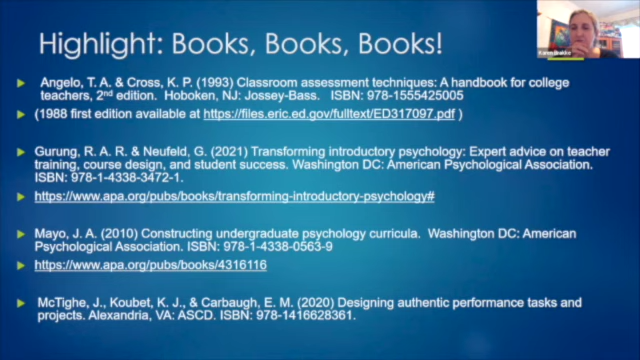 Highlight: Books, Books, Books!
Angelo, T. A. & Cross, K. P. (1993) Classroom assessment techniques: A handbook for college
teachers, 2nd edition. Hoboken, NJ: Jossey-Bass. ISBN: 978-1555425005
(1988 first edition available at https://files.eric.ed.gov/fulltext/ED317097.pdf )
Gurung, R. A. R. & Neufeld, G. (2021) Transforming introductory psychology: Expert advice on teacher
training, course design, and student success. Washington DC: American Psychological Association.
ISBN: 978-1-4338-3472-1.
https://www.apa.org/pubs/books/transforming-introductory-psychology#
Mayo, J. A. (2010) Constructing undergraduate psychology curricula. Washington DC: American
Psychological Association. ISBN: 978-1-4338-0563-9
https://www.apa.org/pubs/books/4316116
McTighe, J., Koubet, K. J., & Carbaugh, E. M. (2020) Designing authentic performance tasks and
projects. Alexandria, VA: ASCD. ISBN: 978-1416628361.